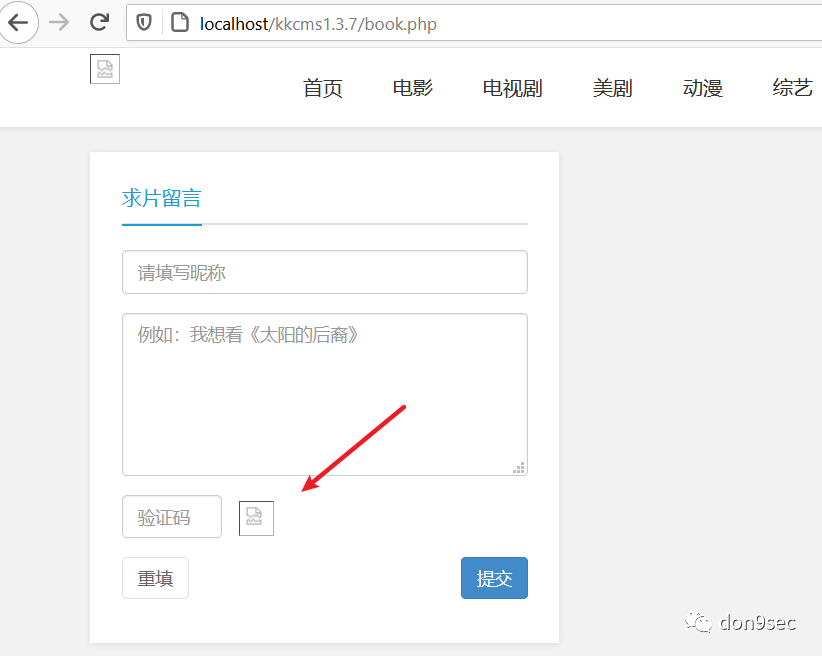 localhost/kkcms1.3.7/book.php
首页 电影 电视剧 美剧 动漫 综艺
求片留言
请填写昵称
例如：我想看《太阳的后裔》
验证码
重填 提交
don9sec